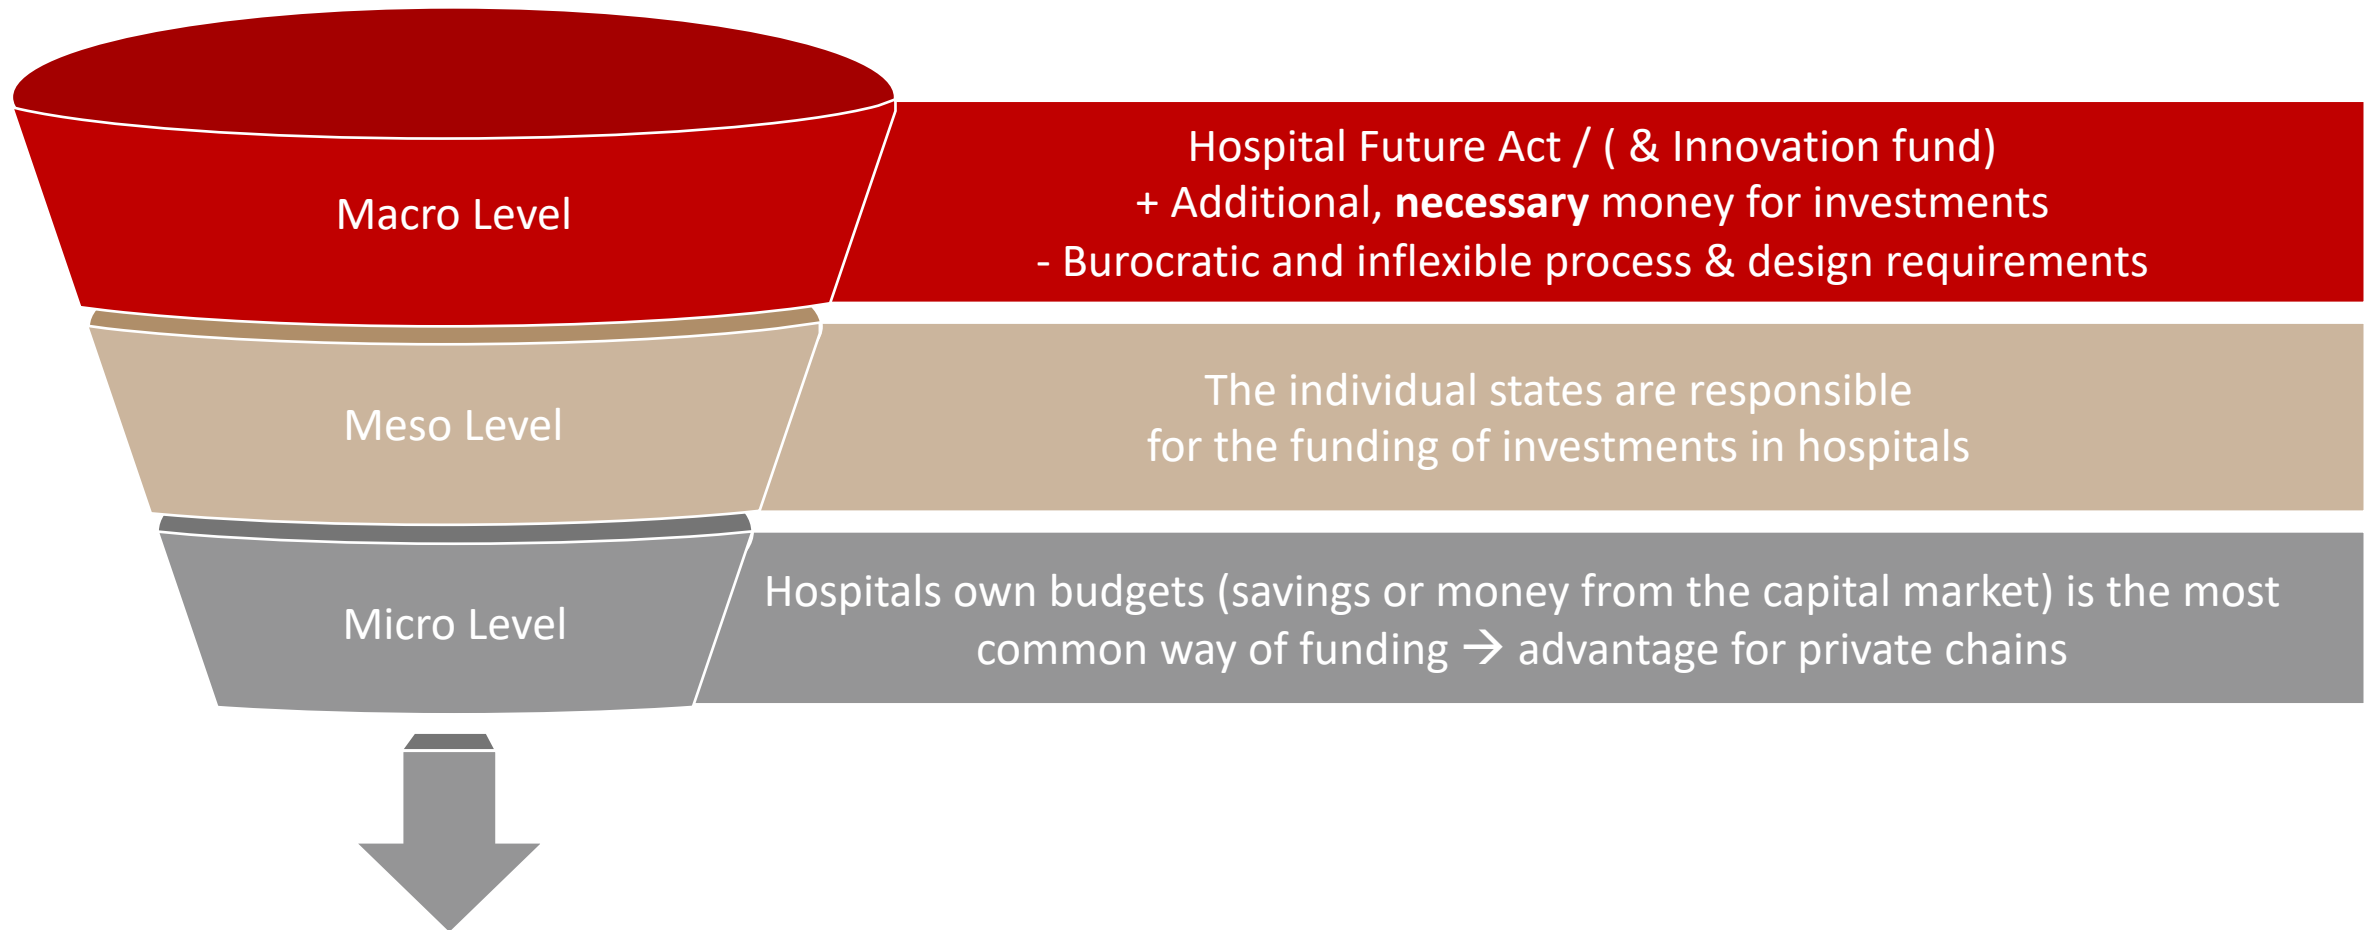 Macro Level
Hospital Future Act / ( & Innovation fund)
+ Additional, necessary money for investments
- Burocratic and inflexible process & design requirements
Meso Level
The individual states are responsible
for the funding of investments in hospitals
Micro Level
Hospitals own budgets (savings or money from the capital market) is the most
common way of funding → advantage for private chains